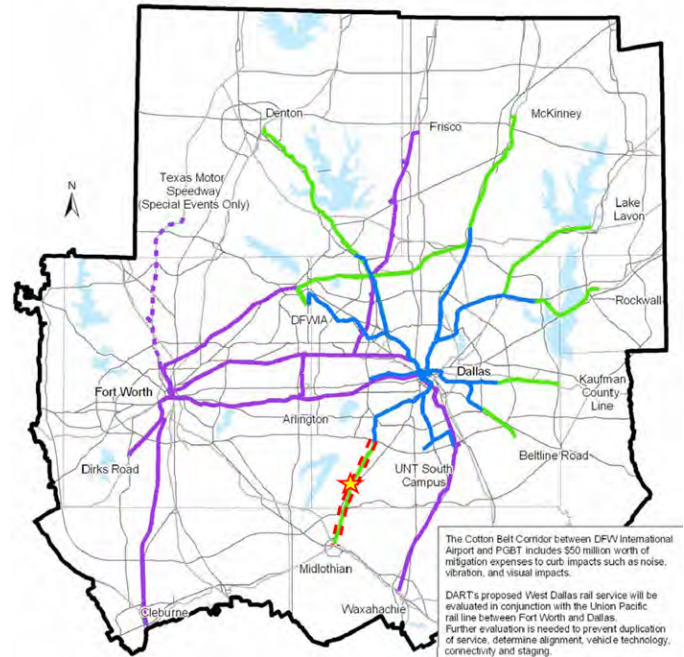 Denton
McKinney
Frisco
Texas Motor
Speedway
(Special Events Only)
N
Lake
Lavon
Rockwall
DFWIA
Dallas
Fort Worth
Kaufman
County
Line
Arlington
Dirks Road
UNT South
Campus
Beltline Road
Midlothian
Waxahachie
Cleburne
The Cotton Belt Corridor between DFW International
Airport and PGBT includes $50 million worth of
mitigation expenses to curb impacts such as noise,
vibration, and visual impacts.
DART's proposed West Dallas rail service will be
evaluated in conjunction with the Union Pacific
rail line between Fort Worth and Dallas.
Further evaluation is needed to prevent duplication
of service, determine alignment, vehicle technology,
connectivity and staging.